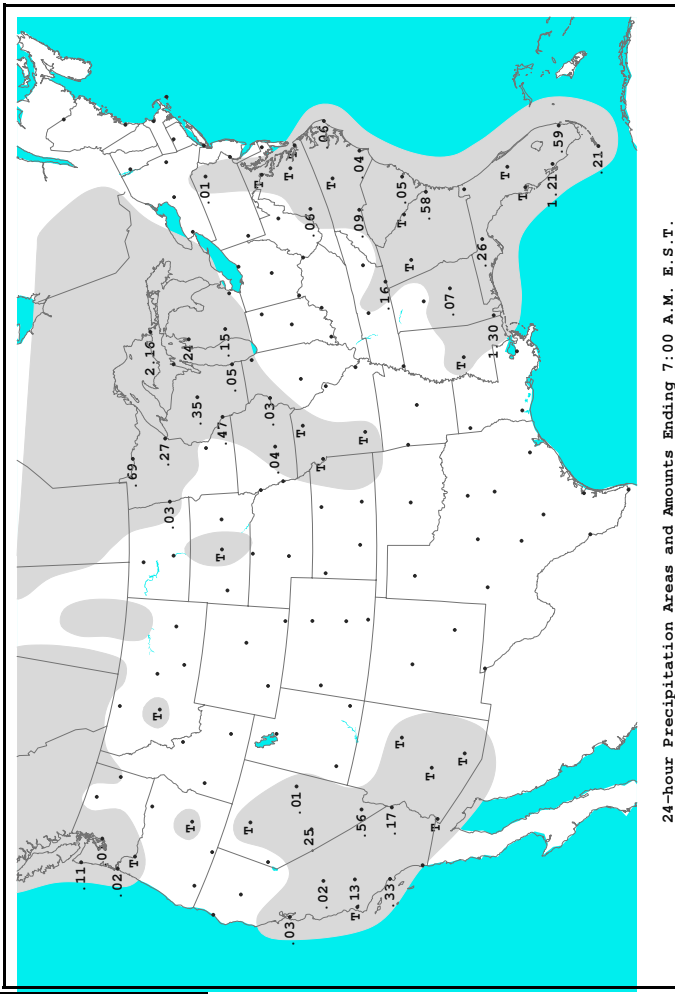 .11
0
.02
T
.69
2.16
T
.27
.03
.24
T
.35
.01
T
.47
.15
.05
T
T
.03
.04
T
.03
.01
T
.25
.06
T
.02
T
.13
T
.09
.04
.56
T
.16
.33
.17
T
.05
T
T
.58
T
T
.07
T
T
.26
1.30
T
T
1.21
.59
.21
24-hour Precipitation Areas and Amounts Ending 7:00 A.M. E.S.T.